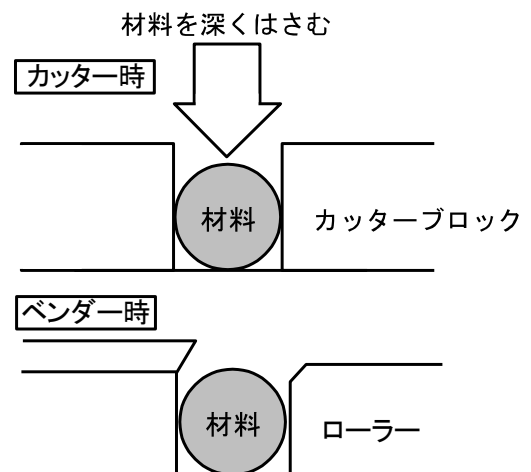 材料を深くはさむ
カッター時
材料
カッターブロック
ベンダー時
材料
ローラー